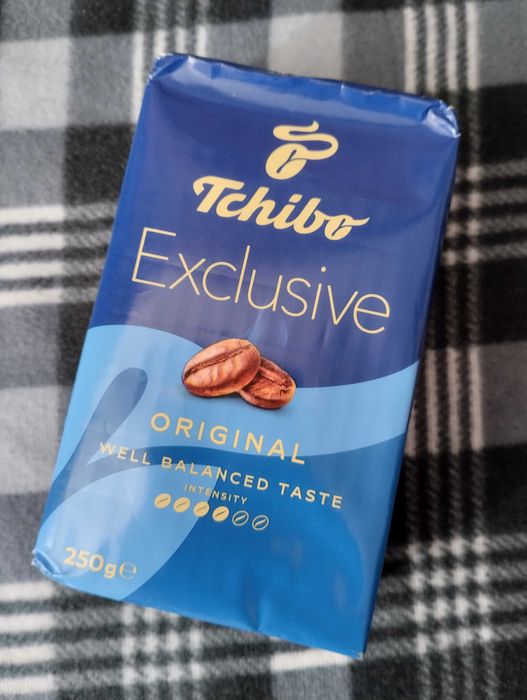 Tchibo
Exclusive
ORIGINAL
WELL BALANCED TASTE
INTENSITY
250g℮